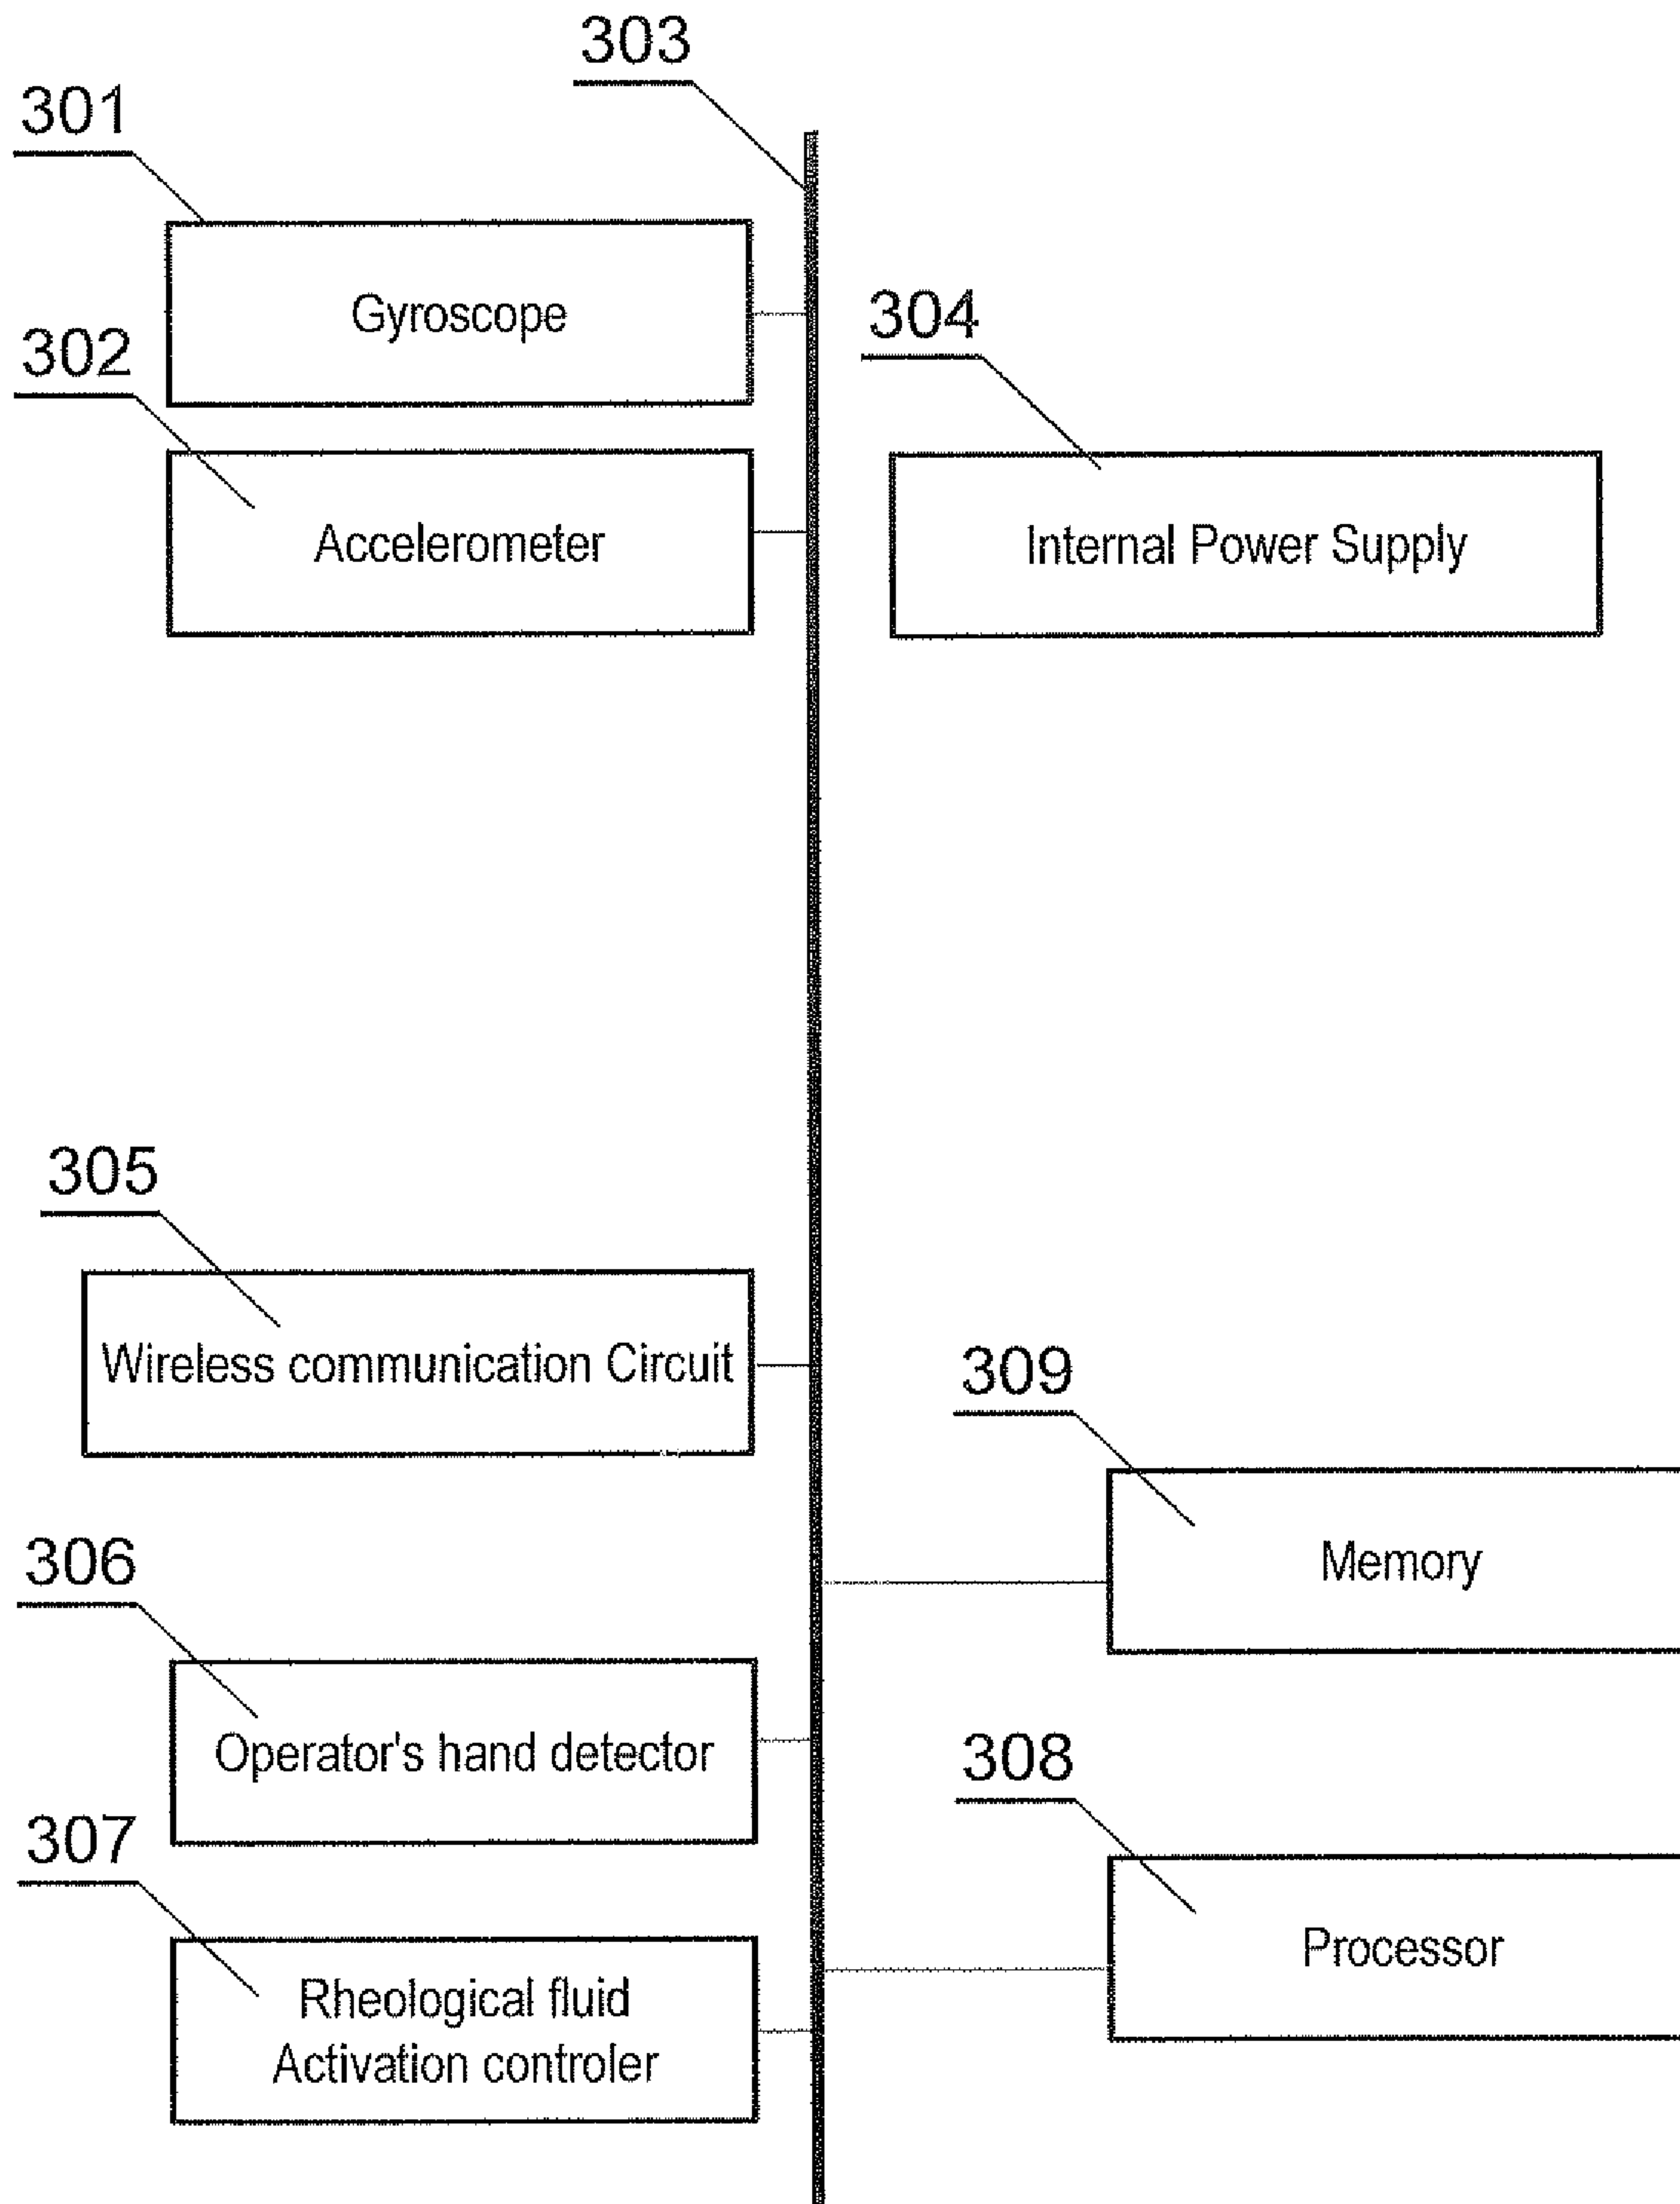 303
301
Gyroscope
304
302
Accelerometer
Internal Power Supply
305
Wireless communication Circuit
309
Memory
306
Operator's hand detector
308
Processor
307
Rheological fluid
Activation controler